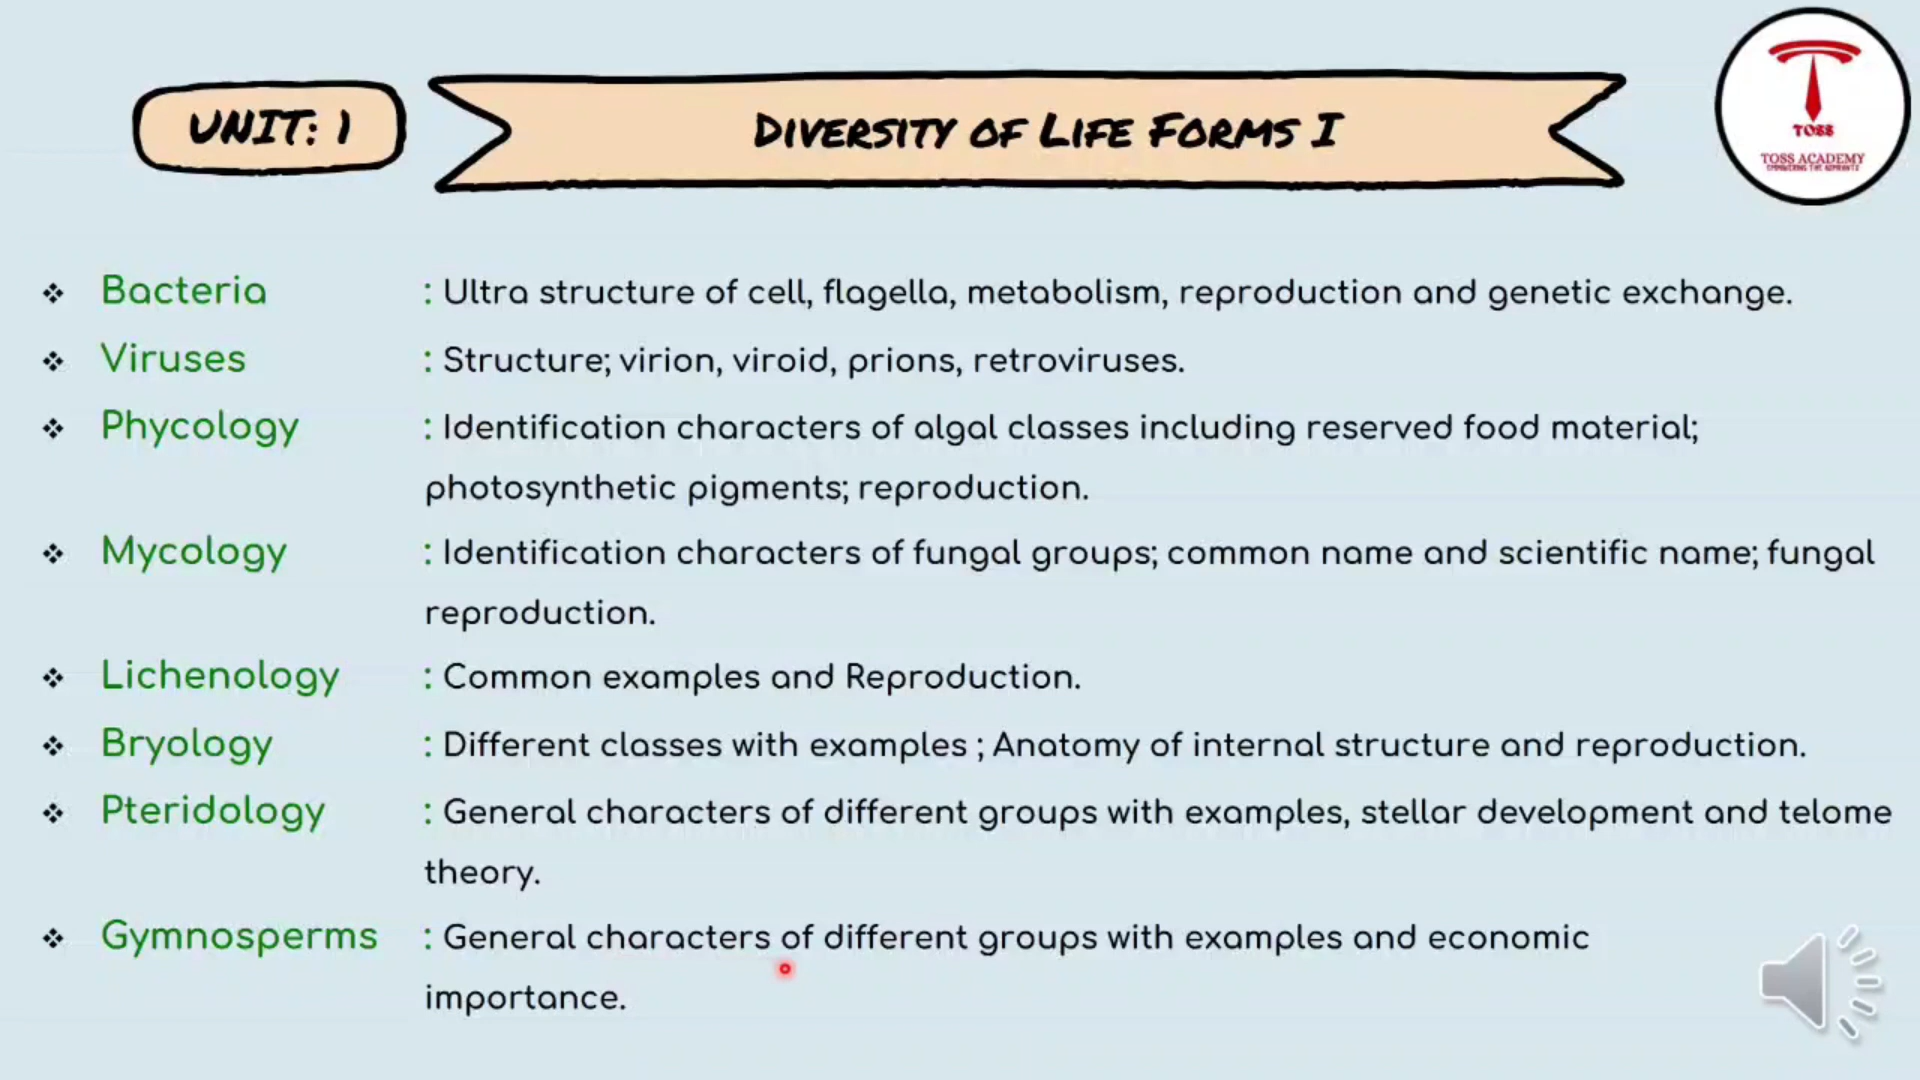 UNIT: 1
DIVERSITY OF LIFE FORMS I
TOSS
TOSS ACADEMY
EMPOWERING THE ASPIRANTS
❖ Bacteria : Ultra structure of cell, flagella, metabolism, reproduction and genetic exchange.
❖ Viruses : Structure; virion, viroid, prions, retroviruses.
❖ Phycology : Identification characters of algal classes including reserved food material;
photosynthetic pigments; reproduction.
❖ Mycology : Identification characters of fungal groups; common name and scientific name; fungal
reproduction.
❖ Lichenology : Common examples and Reproduction.
❖ Bryology : Different classes with examples ; Anatomy of internal structure and reproduction.
❖ Pteridology : General characters of different groups with examples, stellar development and telome
theory.
❖ Gymnosperms : General characters of different groups with examples and economic
importance.